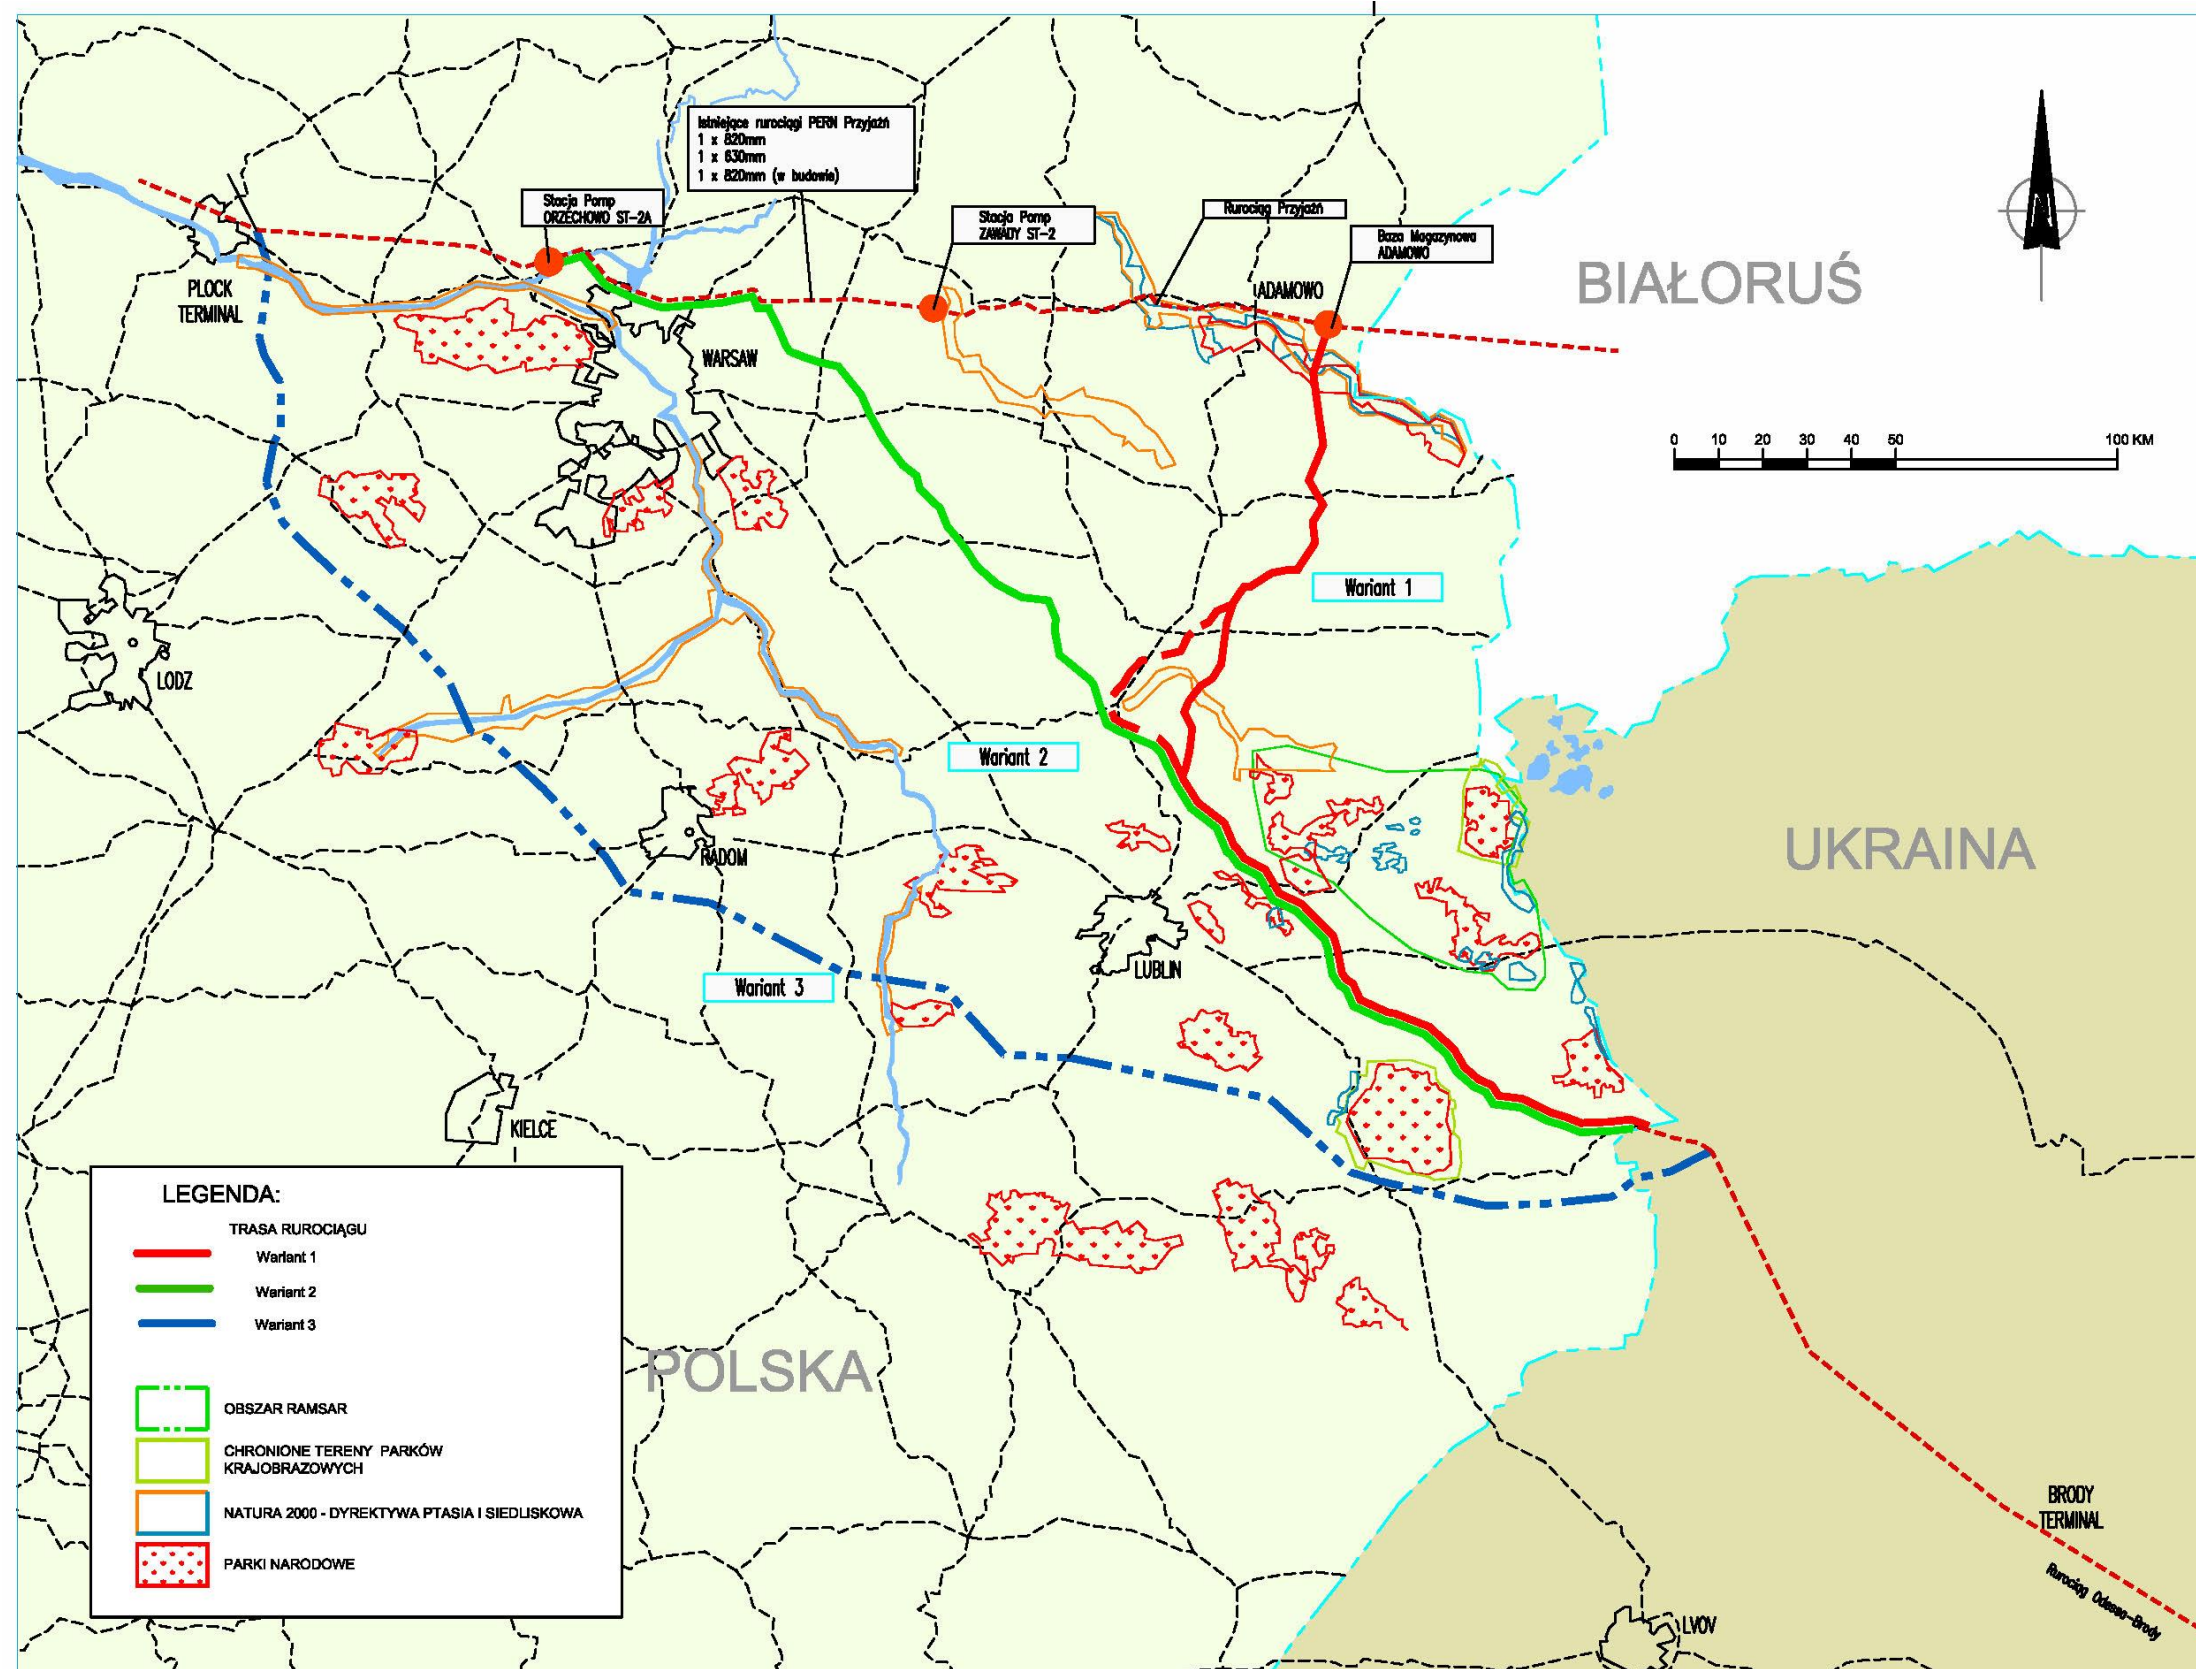 Istniejące rurociągi PERN Przyjaźń
1 x 820mm
1 x 630mm
1 x 820mm (w budowie)
Stacja Pomp
ORZECHOWO ST-2A
Stacja Pomp
ZAWADY ST-2
Rurociąg Przyjaźń
Baza Magazynowa
ADAMOWO
BIAŁORUŚ
N
PLOCK
TERMINAL
ADAMOWO
WARSAW
0 10 20 30 40 50 100 KM
Wariant 1
LODZ
Wariant 2
UKRAINA
RADOM
LUBLIN
Wariant 3
KIELCE
LEGENDA:
TRASA RUROCIĄGU
Wariant 1
Wariant 2
Wariant 3
OBSZAR RAMSAR
CHRONIONE TERENY PARKÓW
KRAJOBRAZOWYCH
NATURA 2000 - DYREKTYWA PTASIA I SIEDLISKOWA
PARKI NARODOWE
POLSKA
BRODY
TERMINAL
Rurociąg Odessa-Brody
LVOV